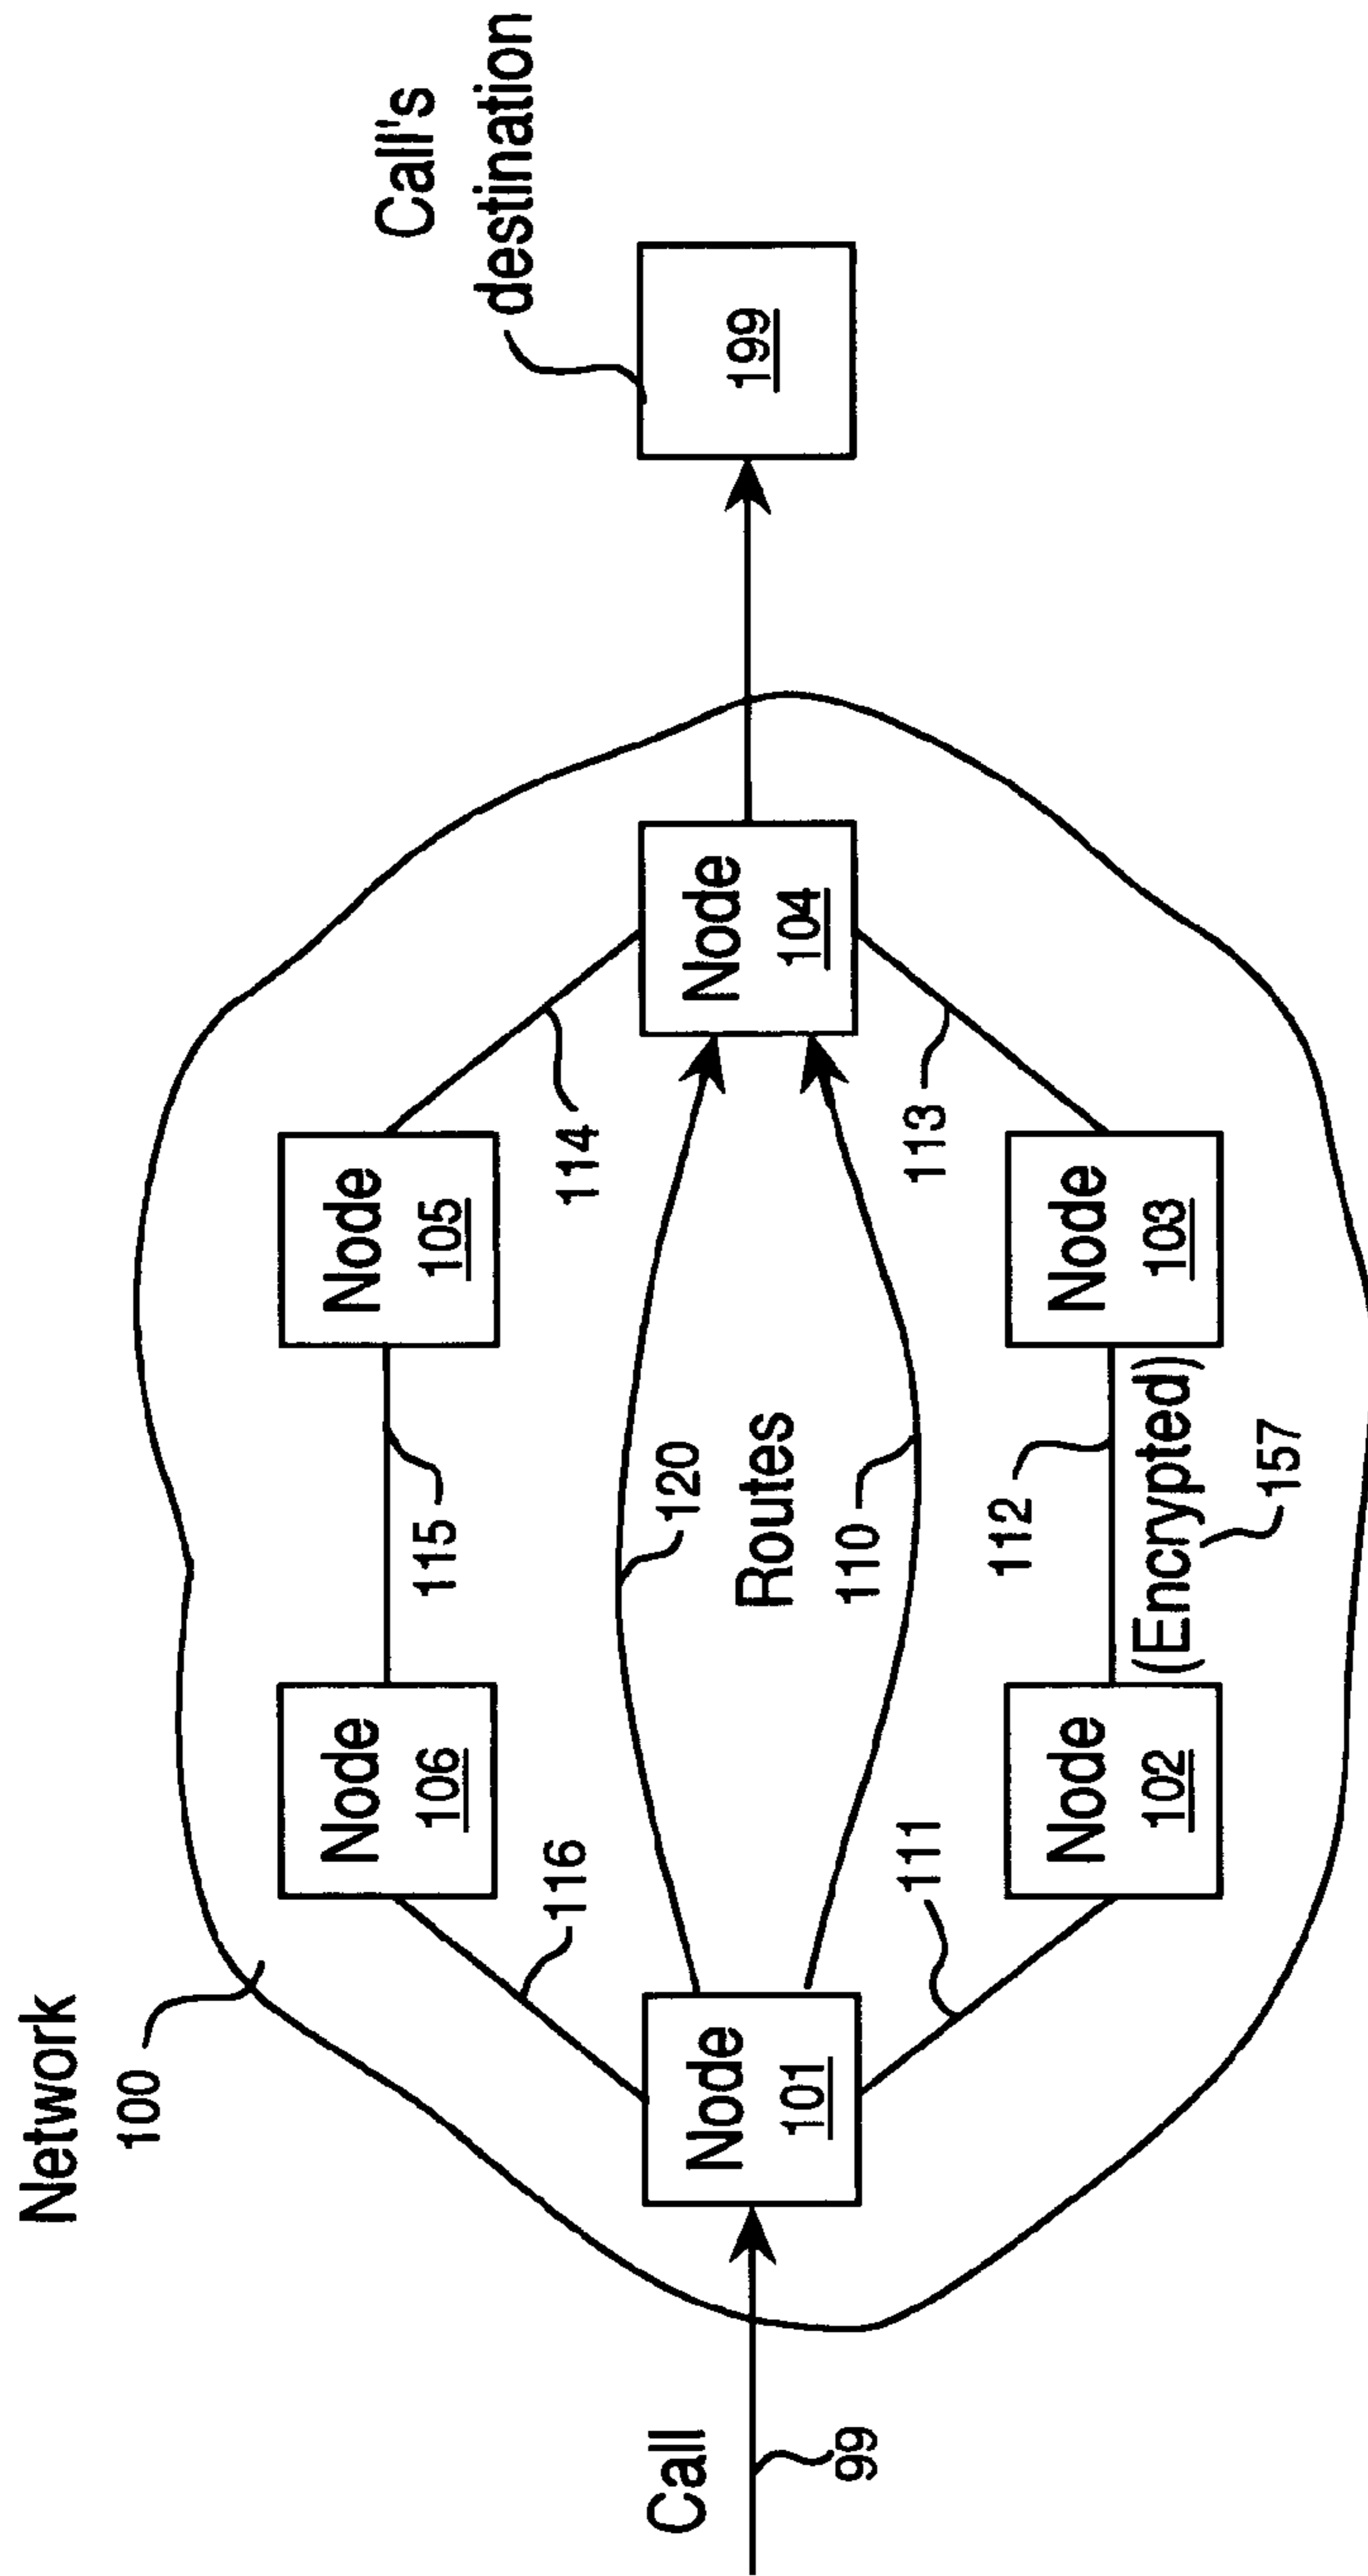 Network
100
Call
99
Node
101
116
111
Node
106
Node
102
115
120
Routes
110
112
(Encrypted)
157
Node
105
Node
103
114
113
Node
104
199
Call's
destination